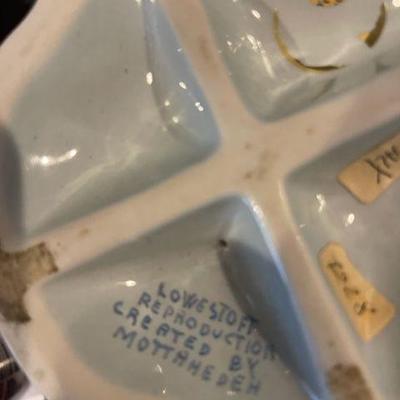 LOWESTOFT
REPRODUCTION
CREATED BY
MOTTAHEDEH